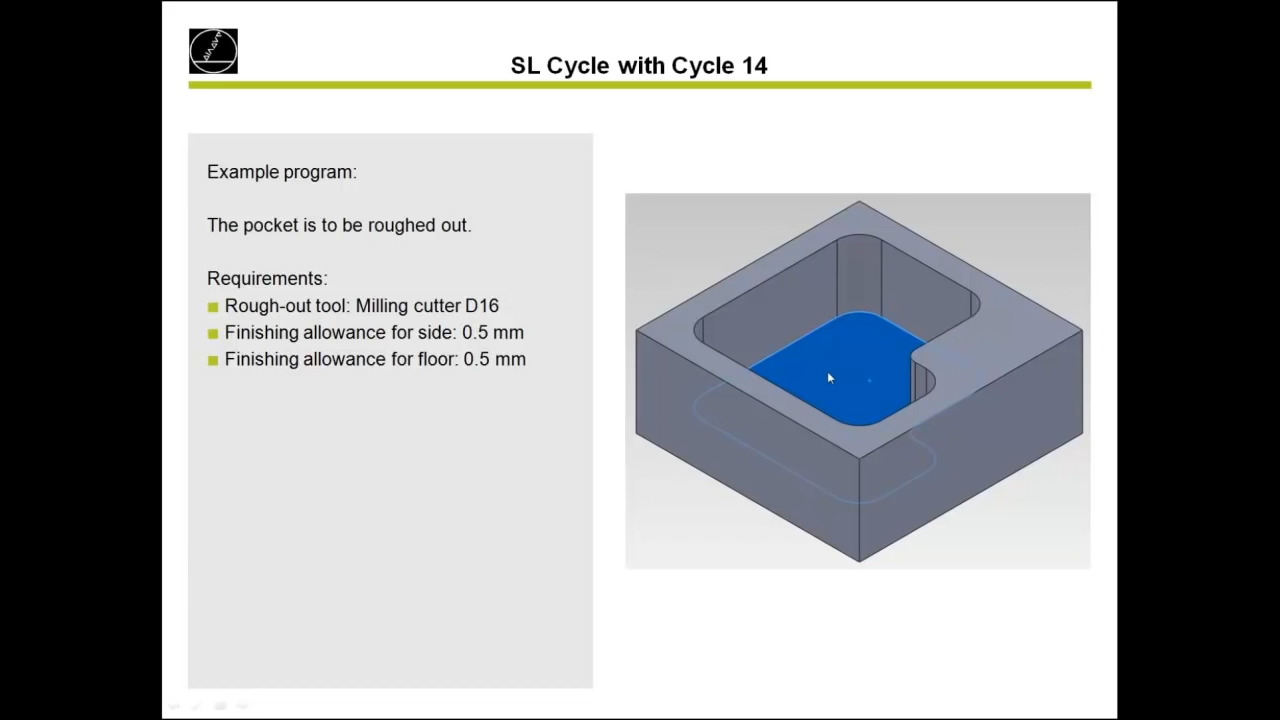 SL Cycle with Cycle 14
Example program:
The pocket is to be roughed out.
Requirements:
Rough-out tool: Milling cutter D16
Finishing allowance for side: 0.5 mm
Finishing allowance for floor: 0.5 mm